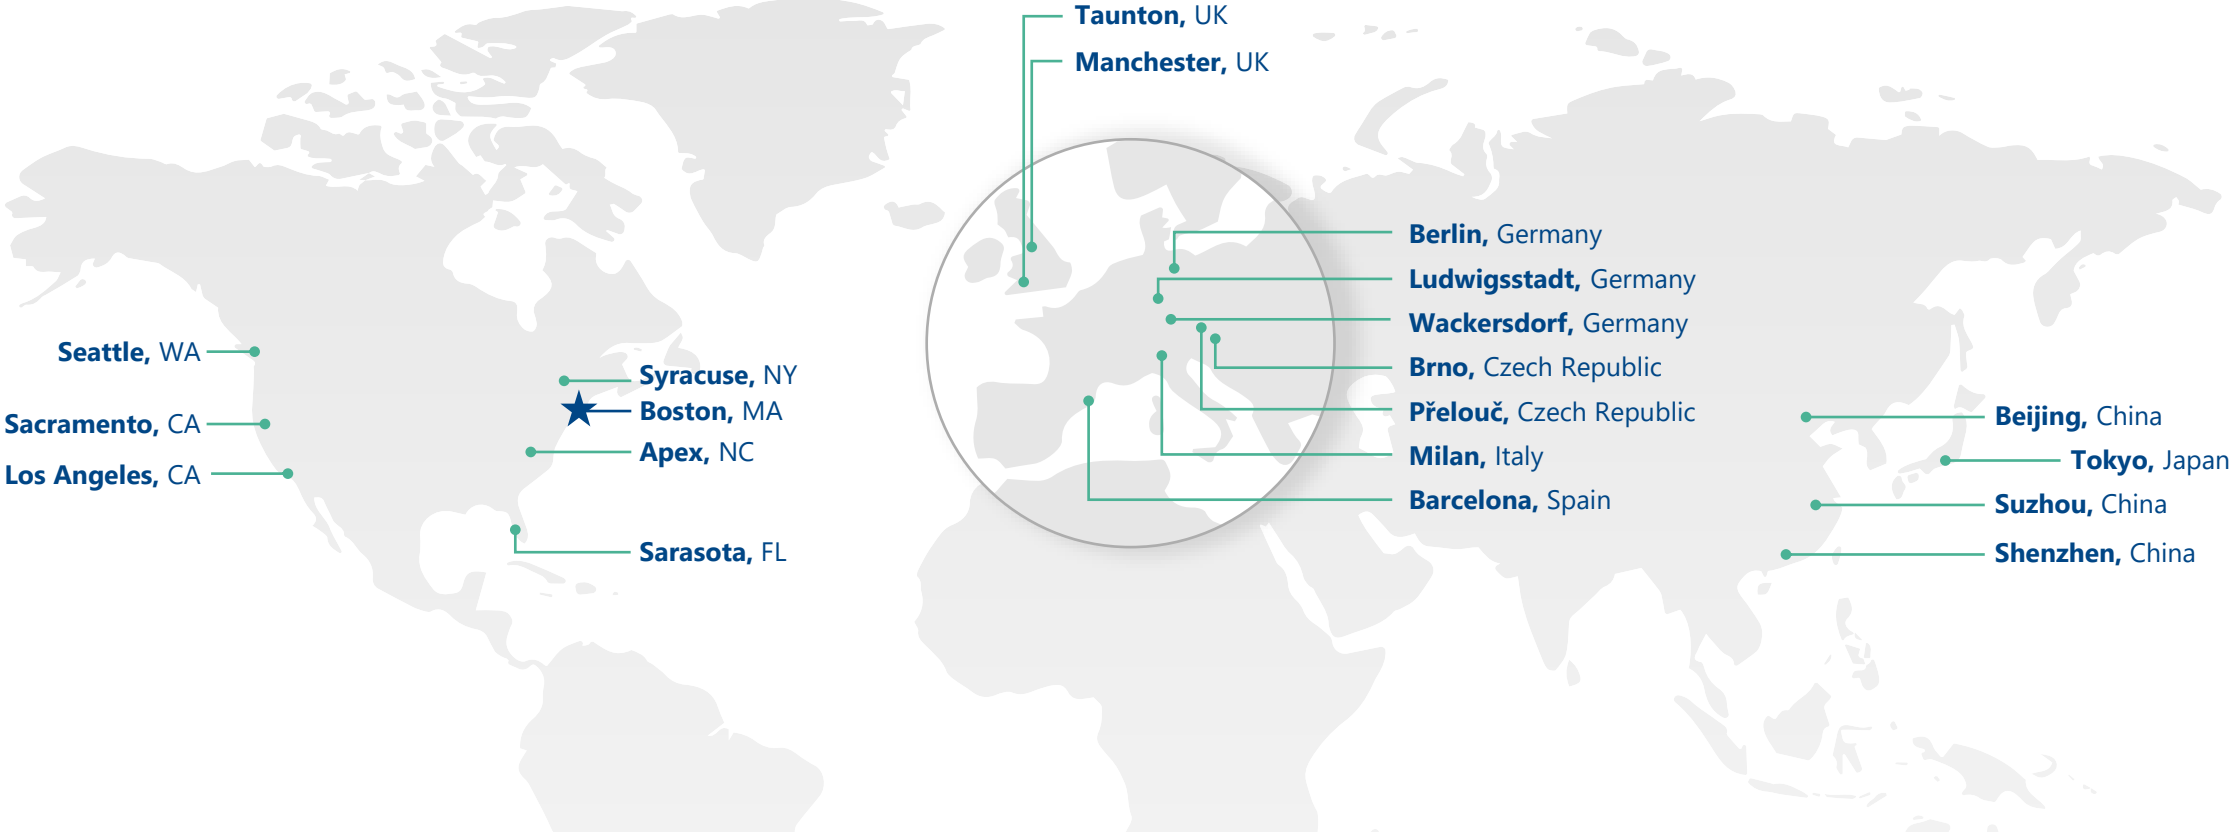 Taunton, UK
Manchester, UK
Berlin, Germany
Ludwigsstadt, Germany
Wackersdorf, Germany
Brno, Czech Republic
Přelouč, Czech Republic
Milan, Italy
Barcelona, Spain
Seattle, WA
Sacramento, CA
Los Angeles, CA
Syracuse, NY
Boston, MA
Apex, NC
Sarasota, FL
Beijing, China
Tokyo, Japan
Suzhou, China
Shenzhen, China